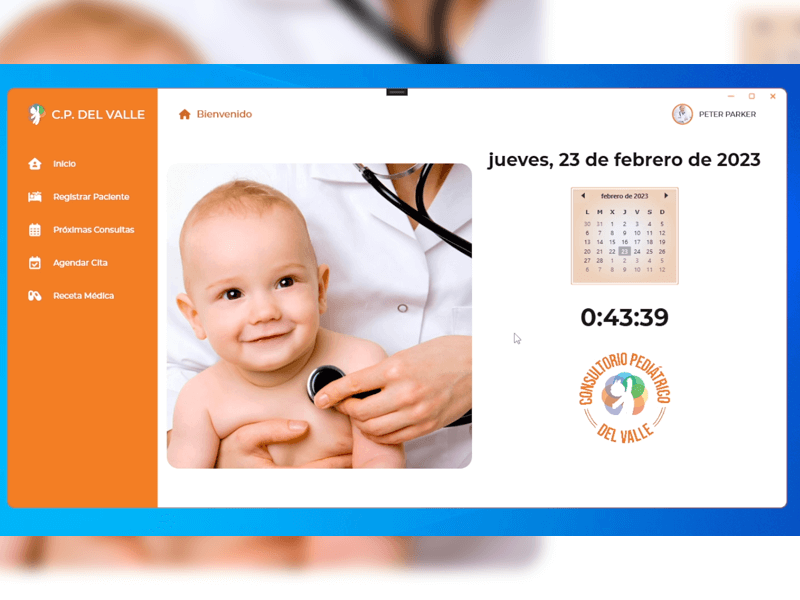 C.P. DEL VALLE
Bienvenido
PETER PARKER
Inicio
Registrar Paciente
Próximas Consultas
Agendar Cita
Receta Médica
jueves, 23 de febrero de 2023
febrero de 2023
L M X J V S D
30 31 1 2 3 4 5
6 7 8 9 10 11 12
13 14 15 16 17 18 19
20 21 22 23 24 25 26
27 28 1 2 3 4 5
6 7 8 9 10 11 12
0:43:39
CONSULTORIO PEDIÁTRICO
DEL VALLE